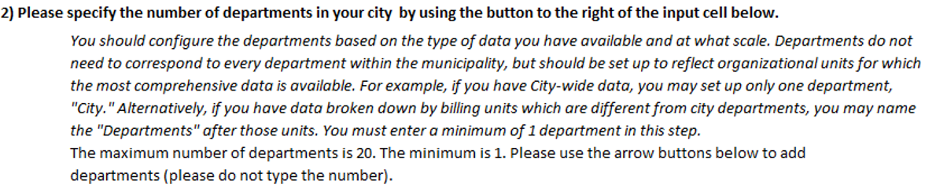 2) Please specify the number of departments in your city by using the button to the right of the input cell below.
You should configure the departments based on the type of data you have available and at what scale. Departments do not
need to correspond to every department within the municipality, but should be set up to reflect organizational units for which
the most comprehensive data is available. For example, if you have City-wide data, you may set up only one department,
"City." Alternatively, if you have data broken down by billing units which are different from city departments, you may name
the "Departments" after those units. You must enter a minimum of 1 department in this step.
The maximum number of departments is 20. The minimum is 1. Please use the arrow buttons below to add
departments (please do not type the number).